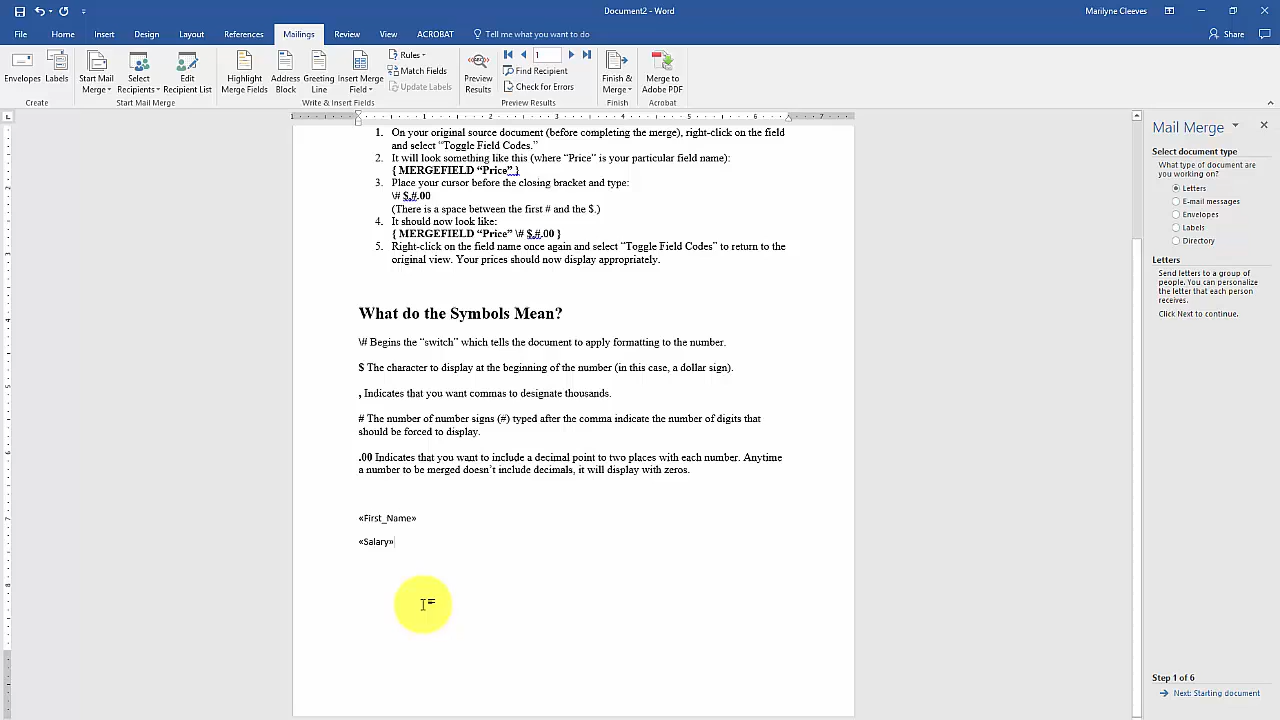 Document2 - Word
Marilyne Cleeves
File Home Insert Design Layout References Mailings Review View ACROBAT Tell me what you want to do Share
Envelopes Labels
Create
Start Mail Merge
Select Recipients
Edit Recipient List
Start Mail Merge
Highlight Merge Fields
Address Block
Greeting Line
Insert Merge Field
Rules
Match Fields
Update Labels
Write & Insert Fields
Preview Results
1
Find Recipient
Check for Errors
Preview Results
Finish & Merge
Finish
Merge to Adobe PDF
Acrobat
1. On your original source document (before completing the merge), right-click on the field
and select “Toggle Field Codes.”
2. It will look something like this (where “Price” is your particular field name):
{ MERGEFIELD “Price” }
3. Place your cursor before the closing bracket and type:
\# $,#.00
(There is a space between the first # and the $.)
4. It should now look like:
{ MERGEFIELD “Price” \# $,#.00 }
5. Right-click on the field name once again and select “Toggle Field Codes” to return to the
original view. Your prices should now display appropriately.
What do the Symbols Mean?
\# Begins the “switch” which tells the document to apply formatting to the number.
$ The character to display at the beginning of the number (in this case, a dollar sign).
, Indicates that you want commas to designate thousands.
# The number of number signs (#) typed after the comma indicate the number of digits that
should be forced to display.
.00 Indicates that you want to include a decimal point to two places with each number. Anytime
a number to be merged doesn’t include decimals, it will display with zeros.
«First_Name»
«Salary»
Mail Merge
Select document type
What type of document are
you working on?
Letters
E-mail messages
Envelopes
Labels
Directory
Letters
Send letters to a group of
people. You can personalize
the letter that each person
receives.
Click Next to continue.
Step 1 of 6
Next: Starting document